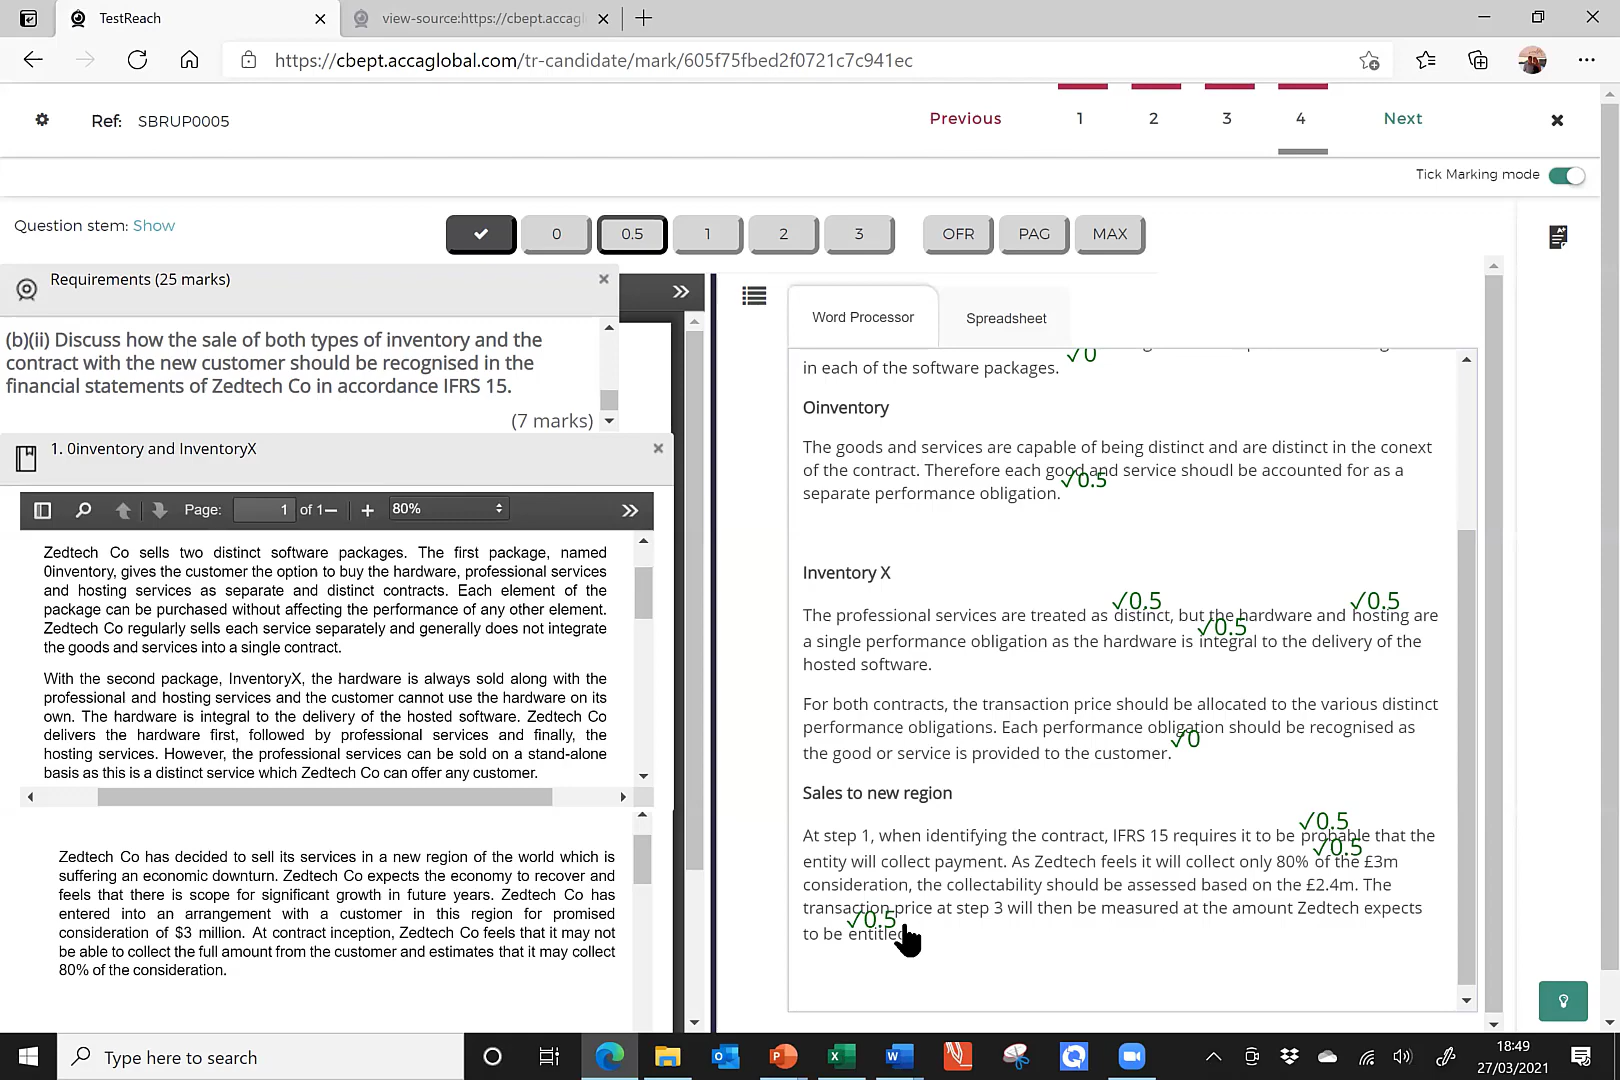 TestReach
view-source:https://cbept.accag
https://cbept.accaglobal.com/tr-candidate/mark/605f75fbed2f0721c7c941ec
Ref: SBRUP0005
Previous 1 2 3 4 Next
Tick Marking mode
Question stem: Show
0 0.5 1 2 3 OFR PAG MAX
Requirements (25 marks)
(b)(ii) Discuss how the sale of both types of inventory and the
contract with the new customer should be recognised in the
financial statements of Zedtech Co in accordance IFRS 15.
(7 marks)
1. 0inventory and InventoryX
Page: 1 of 1 80%
Zedtech Co sells two distinct software packages. The first package, named
0inventory, gives the customer the option to buy the hardware, professional services
and hosting services as separate and distinct contracts. Each element of the
package can be purchased without affecting the performance of any other element.
Zedtech Co regularly sells each service separately and generally does not integrate
the goods and services into a single contract.
With the second package, InventoryX, the hardware is always sold along with the
professional and hosting services and the customer cannot use the hardware on its
own. The hardware is integral to the delivery of the hosted software. Zedtech Co
delivers the hardware first, followed by professional services and finally, the
hosting services. However, the professional services can be sold on a stand-alone
basis as this is a distinct service which Zedtech Co can offer any customer.
Zedtech Co has decided to sell its services in a new region of the world which is
suffering an economic downturn. Zedtech Co expects the economy to recover and
feels that there is scope for significant growth in future years. Zedtech Co has
entered into an arrangement with a customer in this region for promised
consideration of $3 million. At contract inception, Zedtech Co feels that it may not
be able to collect the full amount from the customer and estimates that it may collect
80% of the consideration.
Word Processor
Spreadsheet
✓0
in each of the software packages.
Oinventory
The goods and services are capable of being distinct and are distinct in the conext
of the contract. Therefore each good and service shoudl be accounted for as a
✓0.5
separate performance obligation.
Inventory X
✓0.5 ✓0.5
The professional services are treated as distinct, but the hardware and hosting are
✓0.5
a single performance obligation as the hardware is integral to the delivery of the
hosted software.
For both contracts, the transaction price should be allocated to the various distinct
performance obligations. Each performance obligation should be recognised as
✓0
the good or service is provided to the customer.
Sales to new region
✓0.5
At step 1, when identifying the contract, IFRS 15 requires it to be probable that the
✓0.5
entity will collect payment. As Zedtech feels it will collect only 80% of the £3m
consideration, the collectability should be assessed based on the £2.4m. The
transaction price at step 3 will then be measured at the amount Zedtech expects
✓0.5
to be entitled
Type here to search
18:49
27/03/2021